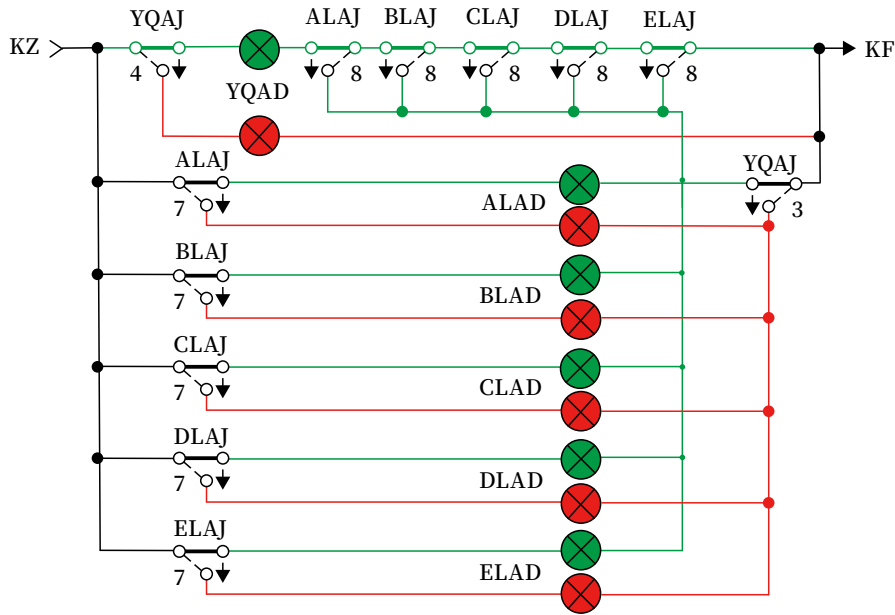 YQAJ ALAJ BLAJ CLAJ DLAJ ELAJ
KZ KF
4 8 8 8 8 8
YQAD
ALAJ YQAJ
7 ALAD 3
BLAJ
7 BLAD
CLAJ
7 CLAD
DLAJ
7 DLAD
ELAJ
7 ELAD